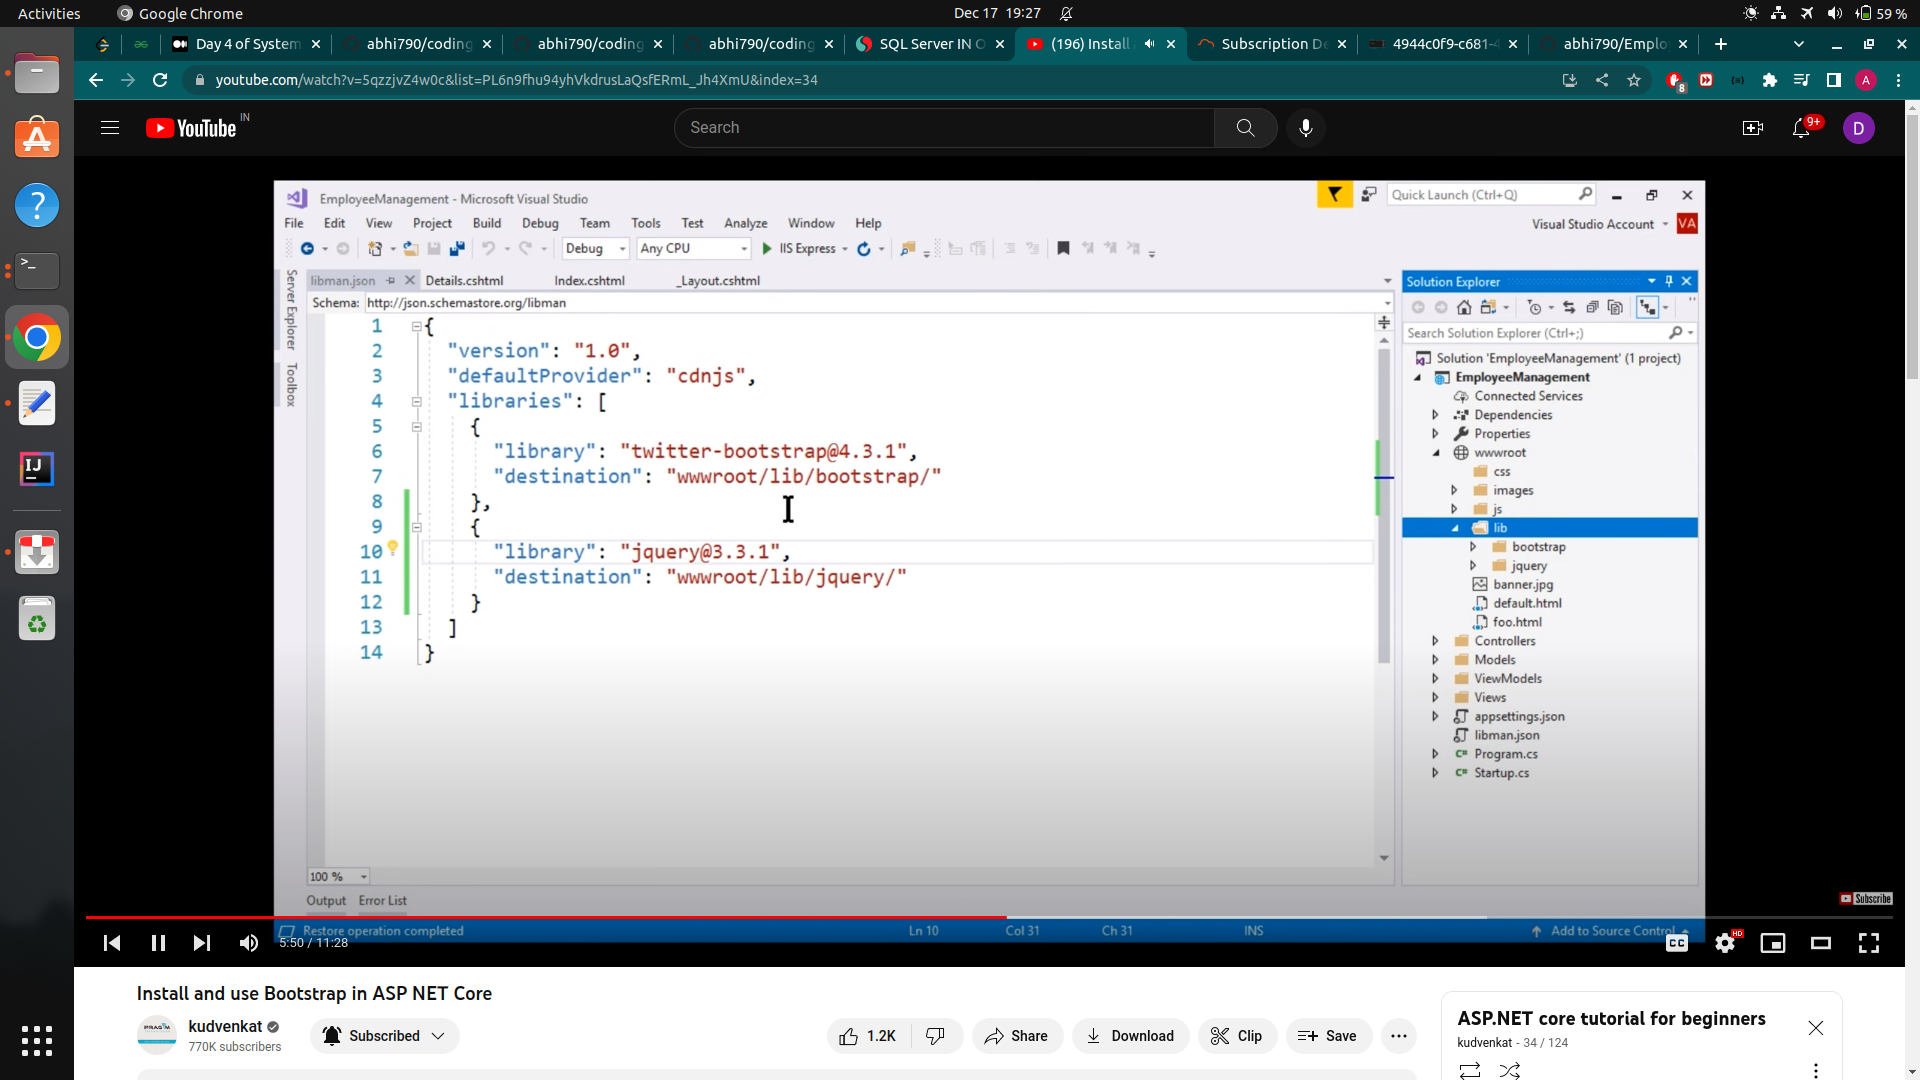 Activities
Google Chrome
Dec 17 19:27
59 %
Day 4 of System
abhi790/coding
abhi790/coding
abhi790/coding
SQL Server IN O
(196) Install
Subscription De
4944c0f9-c681-4
abhi790/Emplo
youtube.com/watch?v=5qzzjvZ4w0c&list=PL6n9fhu94yhVkdrusLaQsfERmL_Jh4XmU&index=34
8
A
YouTube IN
Search
9+
D
EmployeeManagement - Microsoft Visual Studio
Quick Launch (Ctrl+Q)
File Edit View Project Build Debug Team Tools Test Analyze Window Help
Visual Studio Account
VA
Debug
Any CPU
IIS Express
Server Explorer
Toolbox
libman.json
Details.cshtml
Index.cshtml
_Layout.cshtml
Schema: http://json.schemastore.org/libman
1 {
2 "version": "1.0",
3 "defaultProvider": "cdnjs",
4 "libraries": [
5 {
6 "library": "twitter-bootstrap@4.3.1",
7 "destination": "wwwroot/lib/bootstrap/"
8 },
9 {
10 "library": "jquery@3.3.1",
11 "destination": "wwwroot/lib/jquery/"
12 }
13 ]
14 }
100 %
Output Error List
Solution Explorer
Search Solution Explorer (Ctrl+;)
Solution 'EmployeeManagement' (1 project)
EmployeeManagement
Connected Services
Dependencies
Properties
wwwroot
css
images
js
lib
bootstrap
jquery
banner.jpg
default.html
foo.html
Controllers
Models
ViewModels
Views
appsettings.json
libman.json
C# Program.cs
C# Startup.cs
Subscribe
Restore operation completed
Ln 10
Col 31
Ch 31
INS
Add to Source Control
5:50 / 11:28
CC
HD
Install and use Bootstrap in ASP NET Core
PRAGIM
kudvenkat
770K subscribers
Subscribed
1.2K
Share
Download
Clip
Save
ASP.NET core tutorial for beginners
kudvenkat - 34 / 124